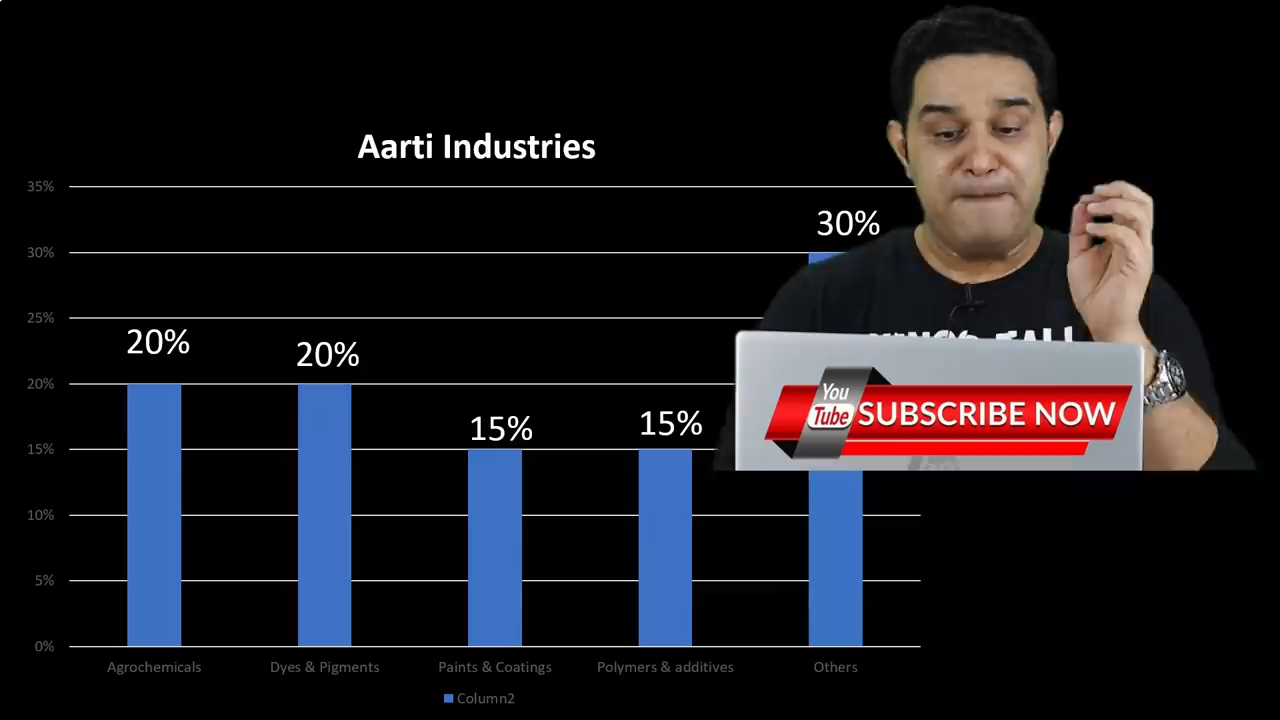 Aarti Industries
35%
30%
25%
20%
15%
10%
5%
0%
20%
20%
15%
15%
30%
Agrochemicals
Dyes & Pigments
Paints & Coatings
Polymers & additives
Others
Column2
You
Tube
SUBSCRIBE NOW